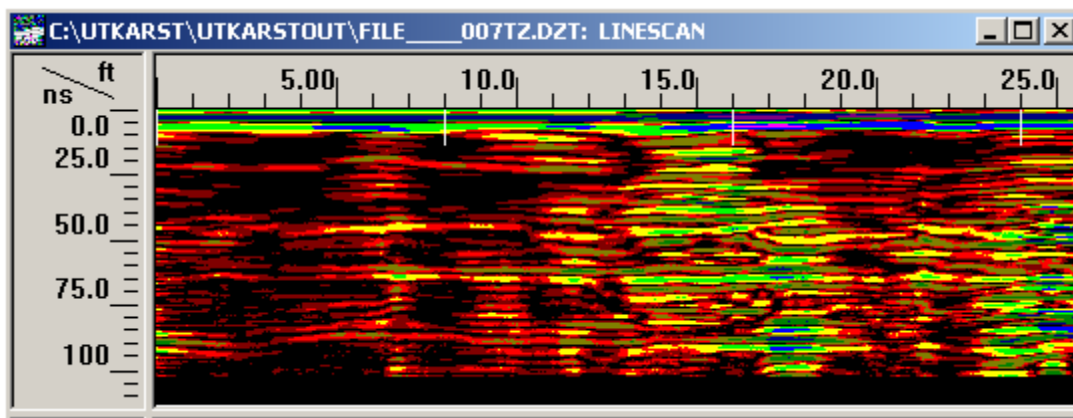 C:\UTKARST\UTKARSTOUT\FILE____007TZ.DZT: LINESCAN
ft
ns
5.00 10.0 15.0 20.0 25.0
0.0
25.0
50.0
75.0
100